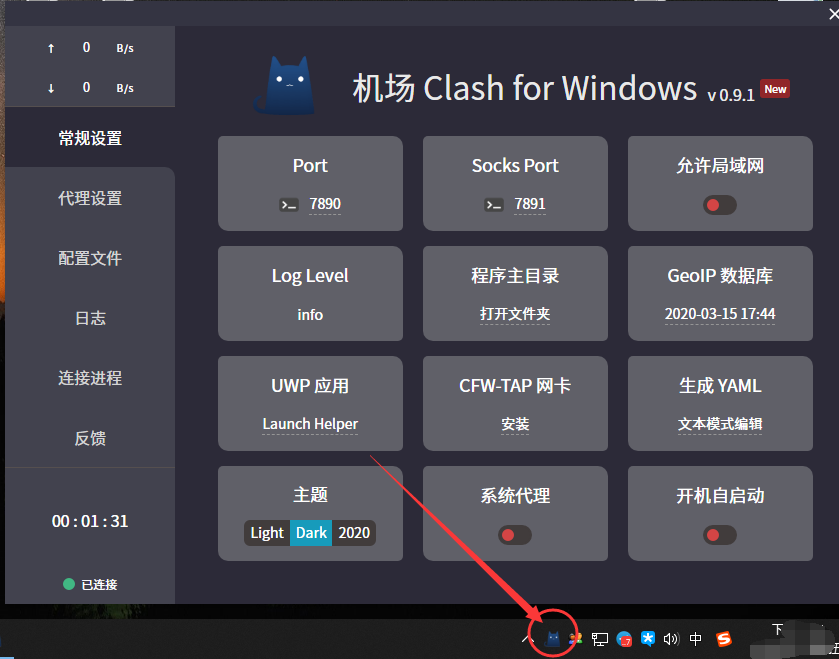 ↑ 0 B/s
↓ 0 B/s
机场 Clash for Windows v 0.9.1 New
常规设置
代理设置
配置文件
日志
连接进程
反馈
00 : 01 : 31
已连接
Port
7890
Socks Port
7891
允许局域网
Log Level
info
程序主目录
打开文件夹
GeoIP 数据库
2020-03-15 17:44
UWP 应用
Launch Helper
CFW-TAP 网卡
安装
生成 YAML
文本模式编辑
主题
Light Dark 2020
系统代理
开机自启动
中
下